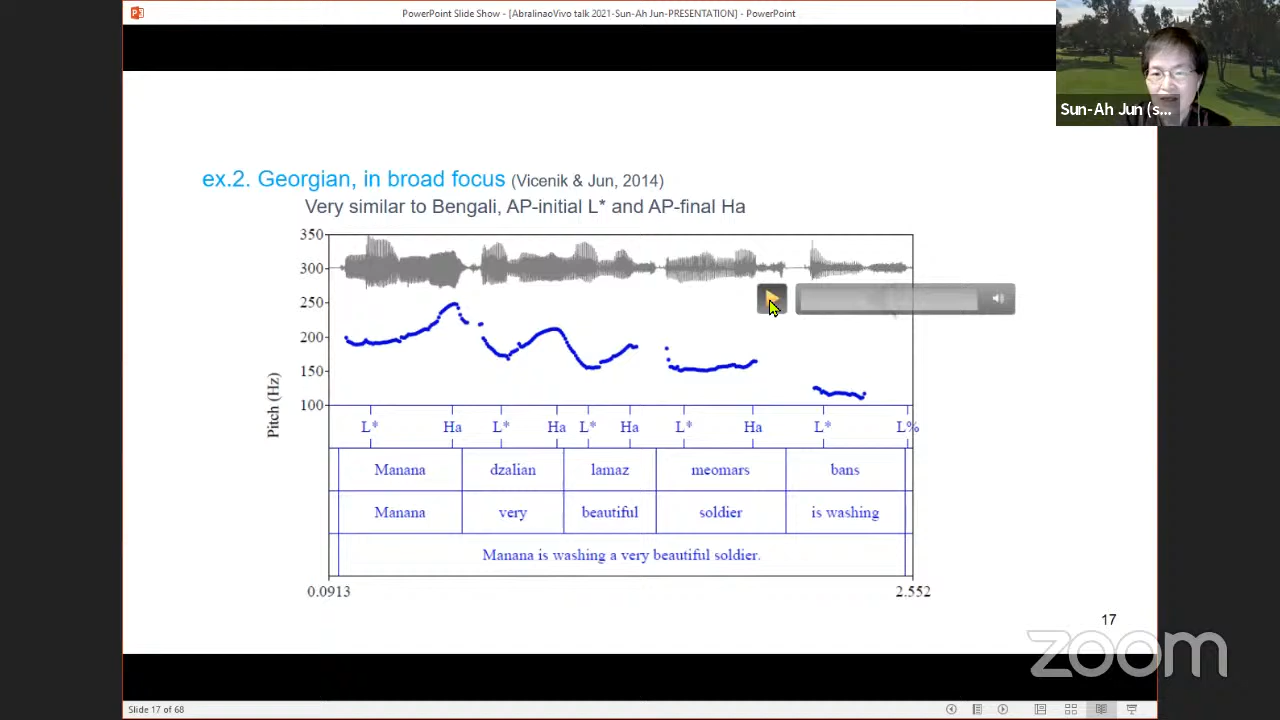 PowerPoint Slide Show - [AbralinaoVivo talk 2021-Sun-Ah Jun-PRESENTATION] - PowerPoint
Sun-Ah Jun (s...
ex.2. Georgian, in broad focus (Vicenik & Jun, 2014)
Very similar to Bengali, AP-initial L* and AP-final Ha
350
300
250
200
150
100
Pitch (Hz)
L* Ha L* Ha L* Ha L* Ha L* L%
Manana dzalian lamaz meomars bans
Manana very beautiful soldier is washing
Manana is washing a very beautiful soldier.
0.0913 2.552
17
zoom
Slide 17 of 68